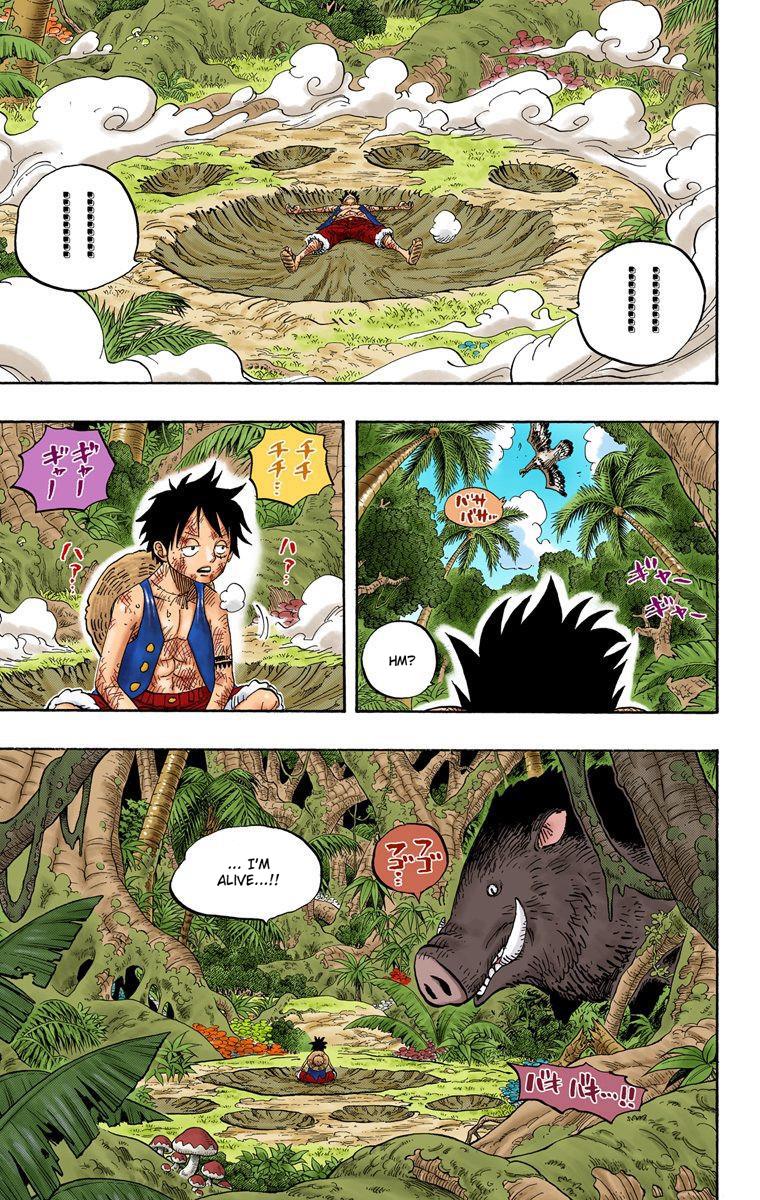 バサ
バサ…
ギャー
ギャー
HM?
チチ
チチ…
ギャー
ギャー
ハァ…
ハァ…
フゴ
フゴ…
... I'M
ALIVE...!!
バキ バキ…!!